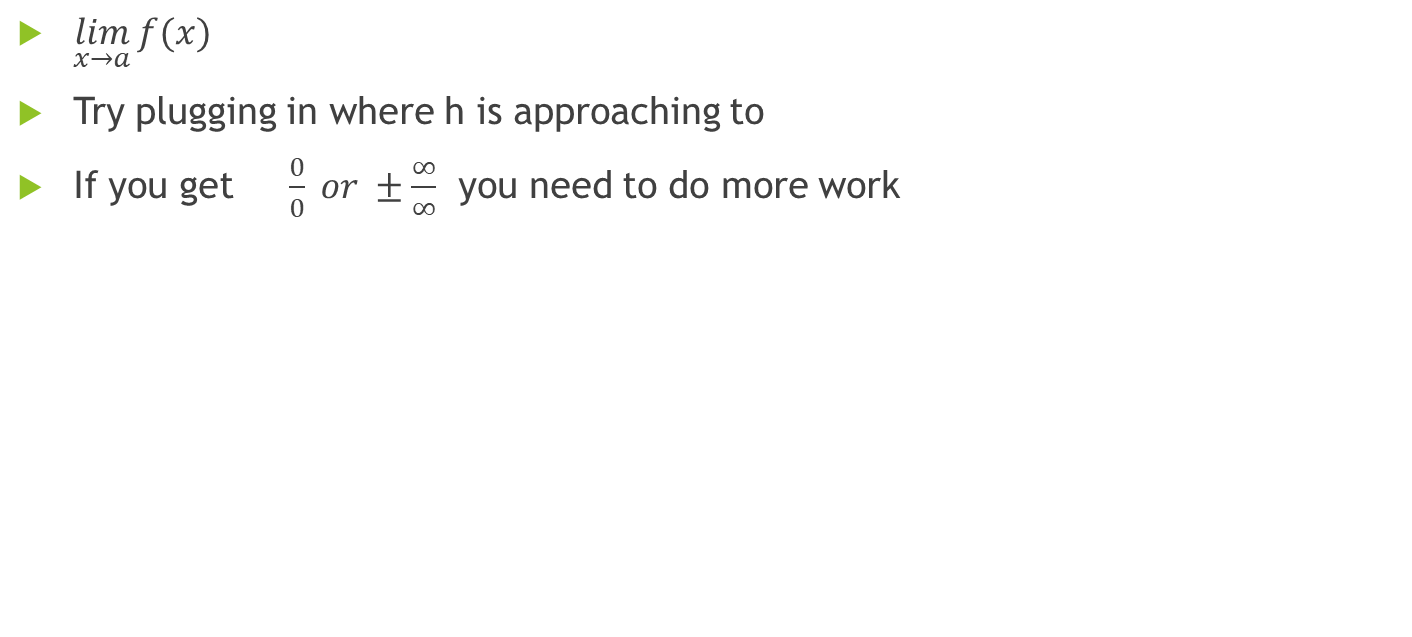 lim f(x)
x→a
Try plugging in where h is approaching to
If you get 0/0 or ± ∞/∞ you need to do more work